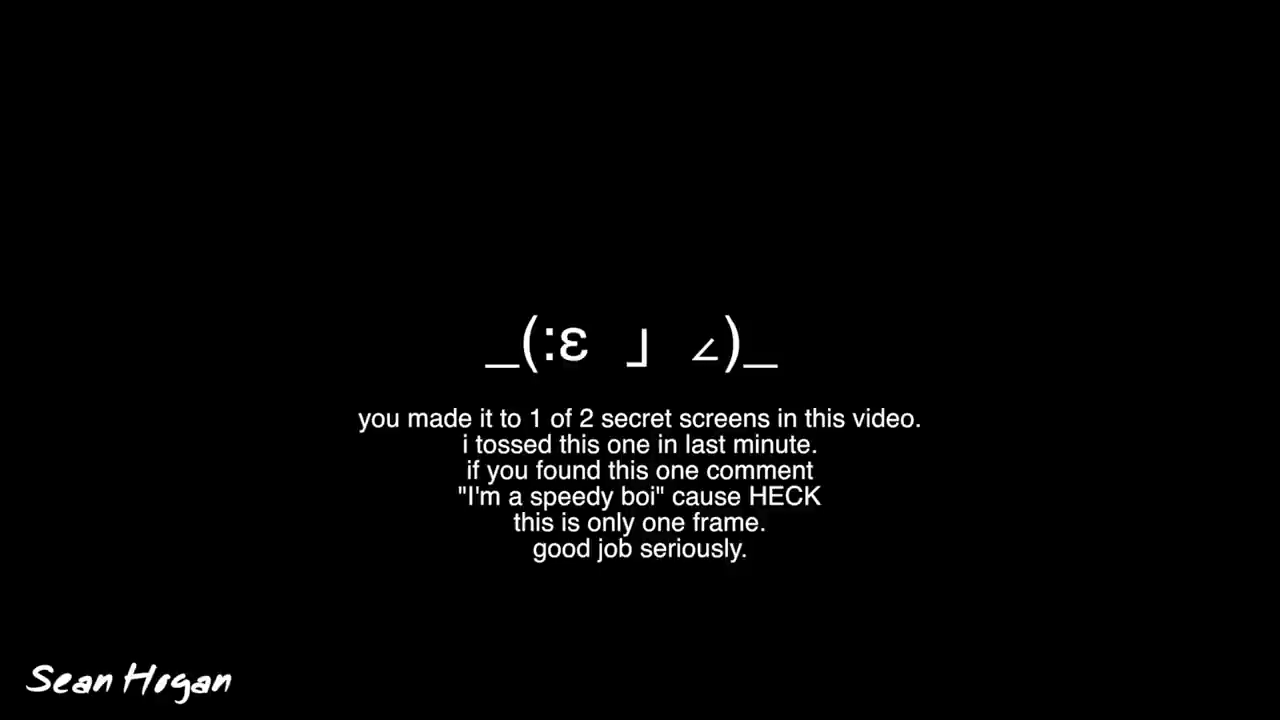 _(:ε 」 ∠)_
you made it to 1 of 2 secret screens in this video.
i tossed this one in last minute.
if you found this one comment
"I'm a speedy boi" cause HECK
this is only one frame.
good job seriously.
Sean Hogan